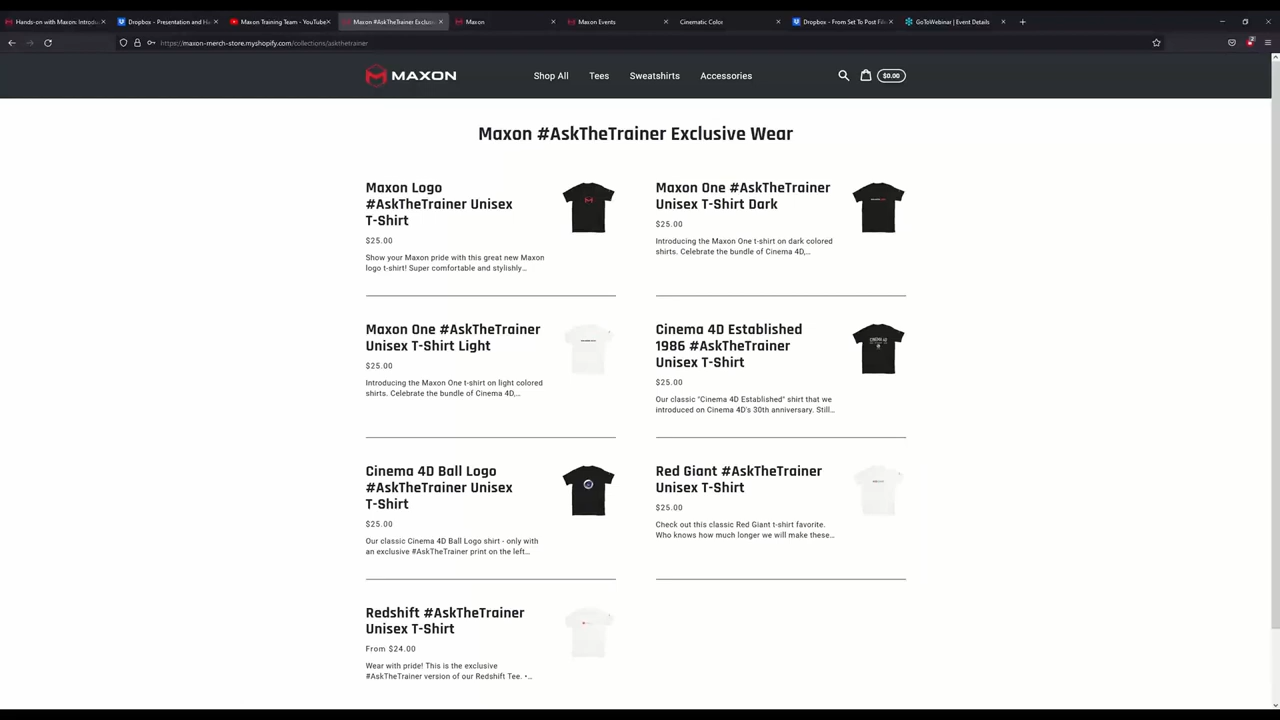 Hands-on with Maxon: Introdu
Dropbox - Presentation and Ha
Maxon Training Team - YouTube
Maxon #AskTheTrainer Exclusiv
Maxon
Maxon Events
Cinematic Color
Dropbox - From Set To Post File
GoToWebinar | Event Details
https://maxon-merch-store.myshopify.com/collections/askthetrainer
MAXON
Shop All
Tees
Sweatshirts
Accessories
$0.00
Maxon #AskTheTrainer Exclusive Wear
Maxon Logo
#AskTheTrainer Unisex
T-Shirt
$25.00
Show your Maxon pride with this great new Maxon
logo t-shirt! Super comfortable and stylishly…
Maxon One #AskTheTrainer
Unisex T-Shirt Dark
$25.00
Introducing the Maxon One t-shirt on dark colored
shirts. Celebrate the bundle of Cinema 4D,…
Maxon One #AskTheTrainer
Unisex T-Shirt Light
$25.00
Introducing the Maxon One t-shirt on light colored
shirts. Celebrate the bundle of Cinema 4D,…
Cinema 4D Established
1986 #AskTheTrainer
Unisex T-Shirt
$25.00
Our classic "Cinema 4D Established" shirt that we
introduced on Cinema 4D's 30th anniversary. Still…
CINEMA 4D
Cinema 4D Ball Logo
#AskTheTrainer Unisex
T-Shirt
$25.00
Our classic Cinema 4D Ball Logo shirt - only with
an exclusive #AskTheTrainer print on the left…
Red Giant #AskTheTrainer
Unisex T-Shirt
$25.00
Check out this classic Red Giant t-shirt favorite.
Who knows how much longer we will make these…
Redshift #AskTheTrainer
Unisex T-Shirt
From $24.00
Wear with pride! This is the exclusive
#AskTheTrainer version of our Redshift Tee. •…